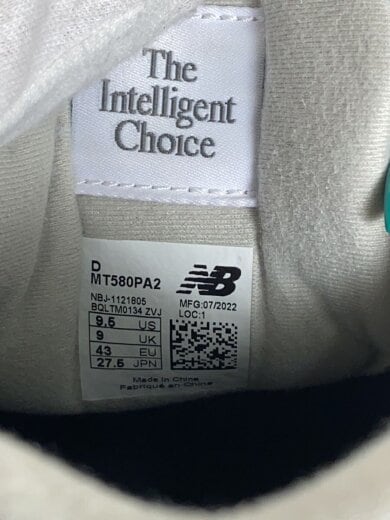 The
Intelligent
Choice
D
MT580PA2
NB
NBJ-1121805
BQLTM0134 ZVJ
MFG:07/2022
LOC:1
9.5 US
9 UK
43 EU
27.5 JPN
Made in China
Fabriqué en Chine